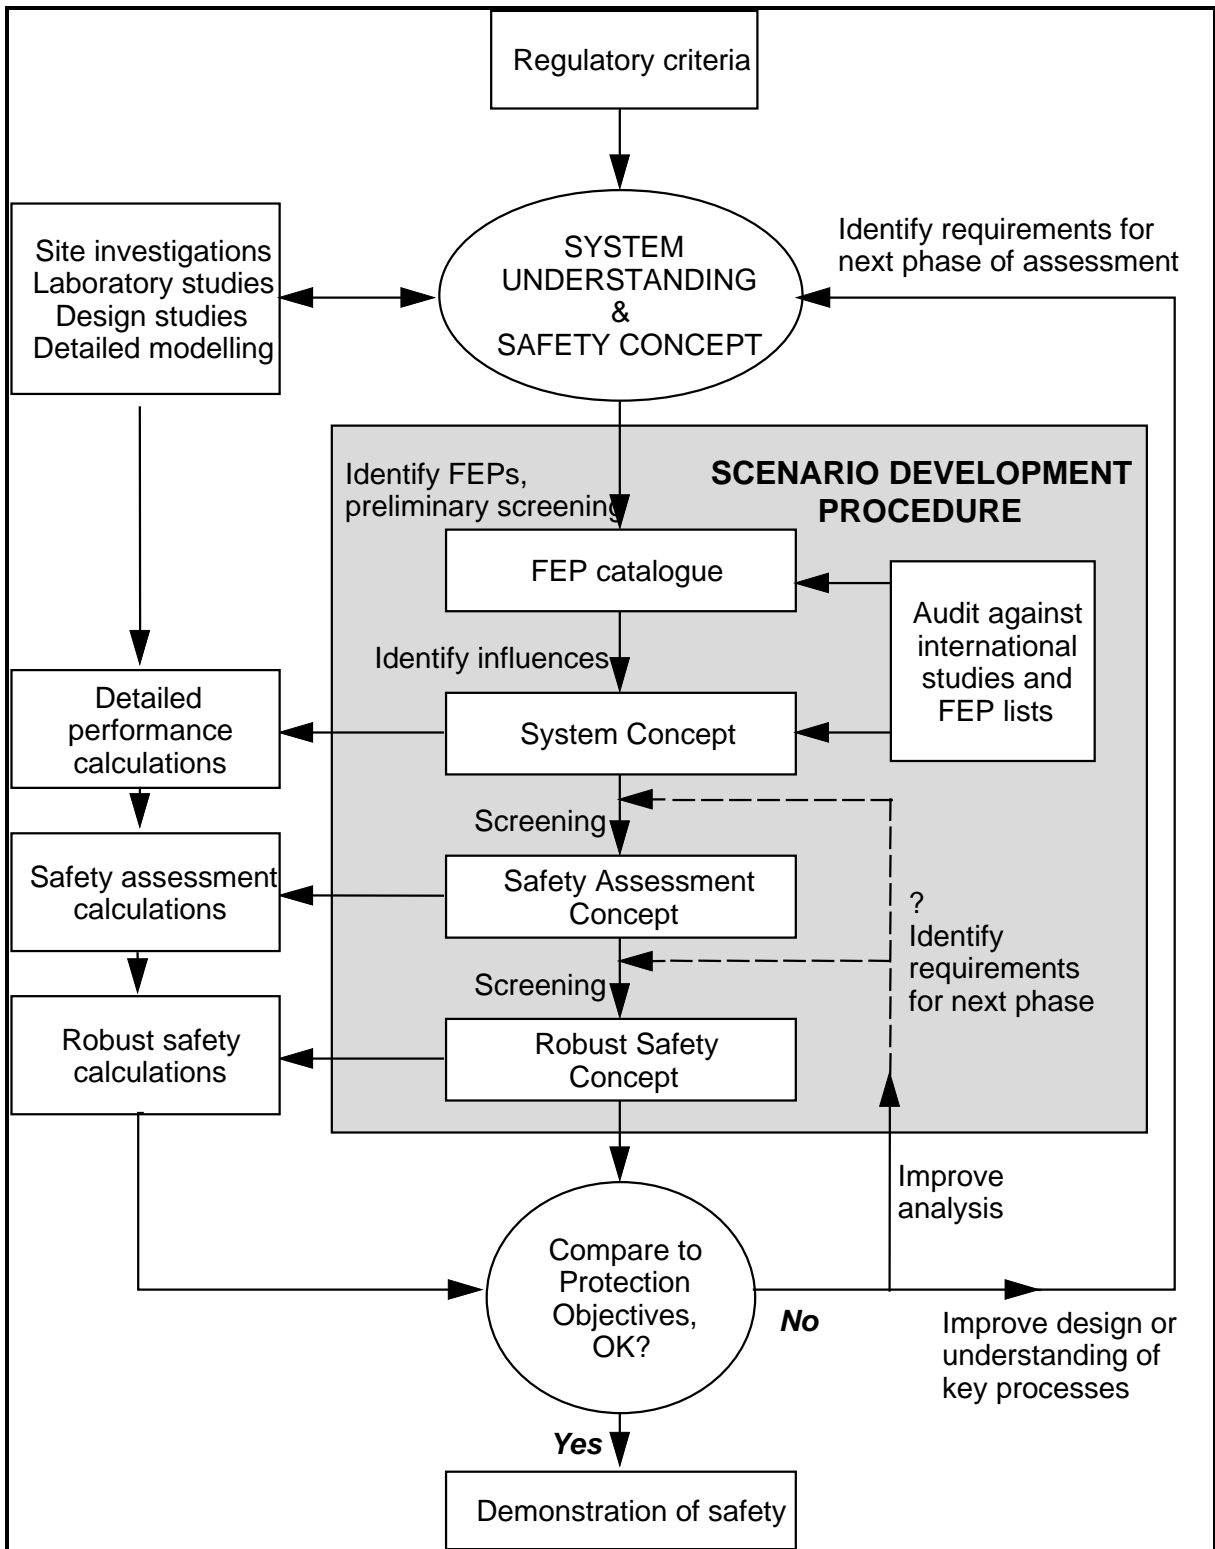 Regulatory criteria
Identify requirements for
next phase of assessment
SYSTEM
UNDERSTANDING
&
SAFETY CONCEPT
Site investigations
Laboratory studies
Design studies
Detailed modelling
SCENARIO DEVELOPMENT
PROCEDURE
Identify FEPs,
preliminary screening
FEP catalogue
Audit against
international
studies and
FEP lists
Identify influences
Detailed
performance
calculations
System Concept
Screening
Safety assessment
calculations
Safety Assessment
Concept
?
Identify
requirements
for next phase
Screening
Robust safety
calculations
Robust Safety
Concept
Improve
analysis
Compare to
Protection
Objectives,
OK?
No
Improve design or
understanding of
key processes
Yes
Demonstration of safety